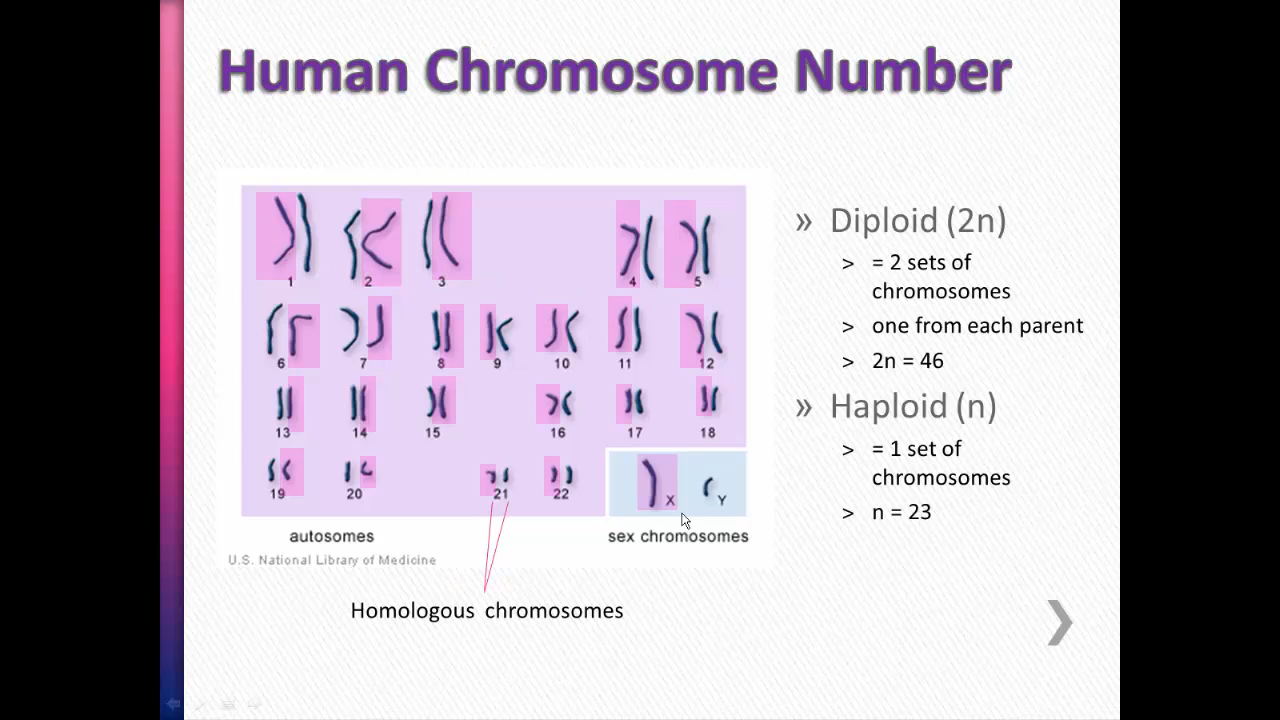 Human Chromosome Number
1 2 3 4 5
6 7 8 9 10 11 12
13 14 15 16 17 18
19 20 21 22 X Y
autosomes sex chromosomes
U.S. National Library of Medicine
Homologous chromosomes
» Diploid (2n)
> = 2 sets of
chromosomes
> one from each parent
> 2n = 46
» Haploid (n)
> = 1 set of
chromosomes
> n = 23